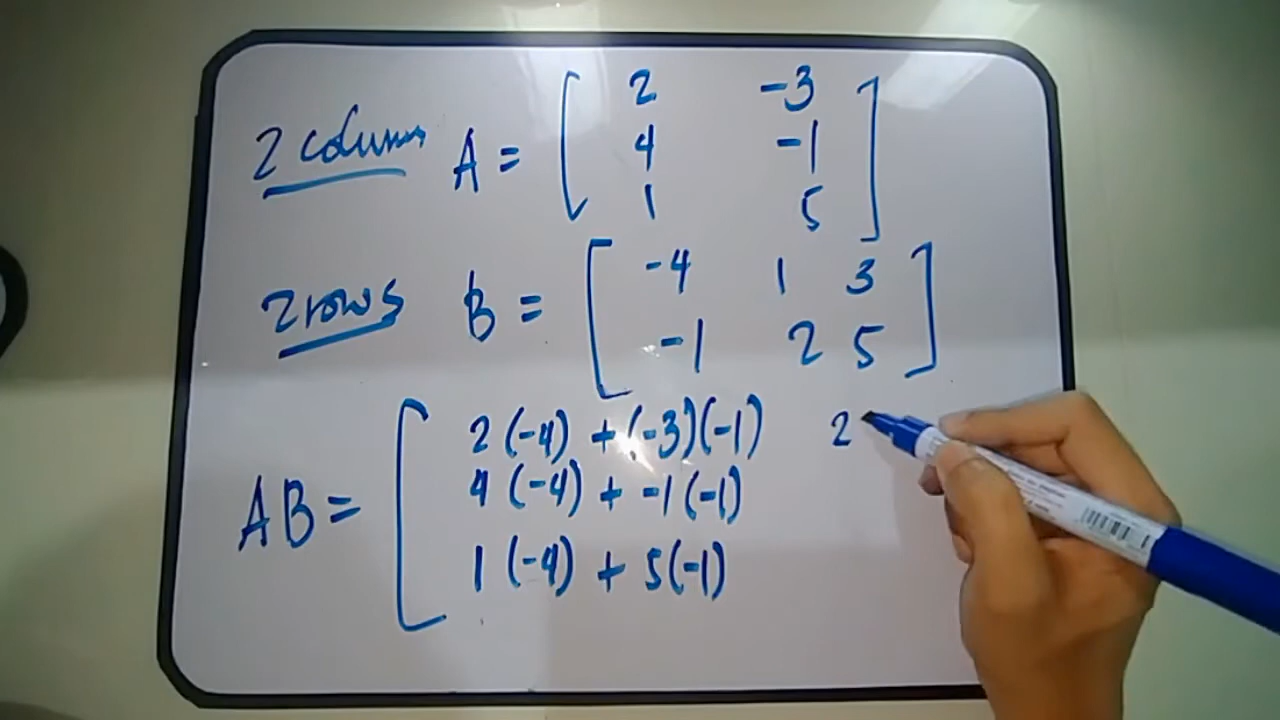 2 columns A = [ 2 -3
4 -1
1 5 ]
2 rows B = [ -4 1 3
-1 2 5 ]
AB = [ 2(-4) + (-3)(-1) 2
4(-4) + -1(-1)
1(-4) + 5(-1)